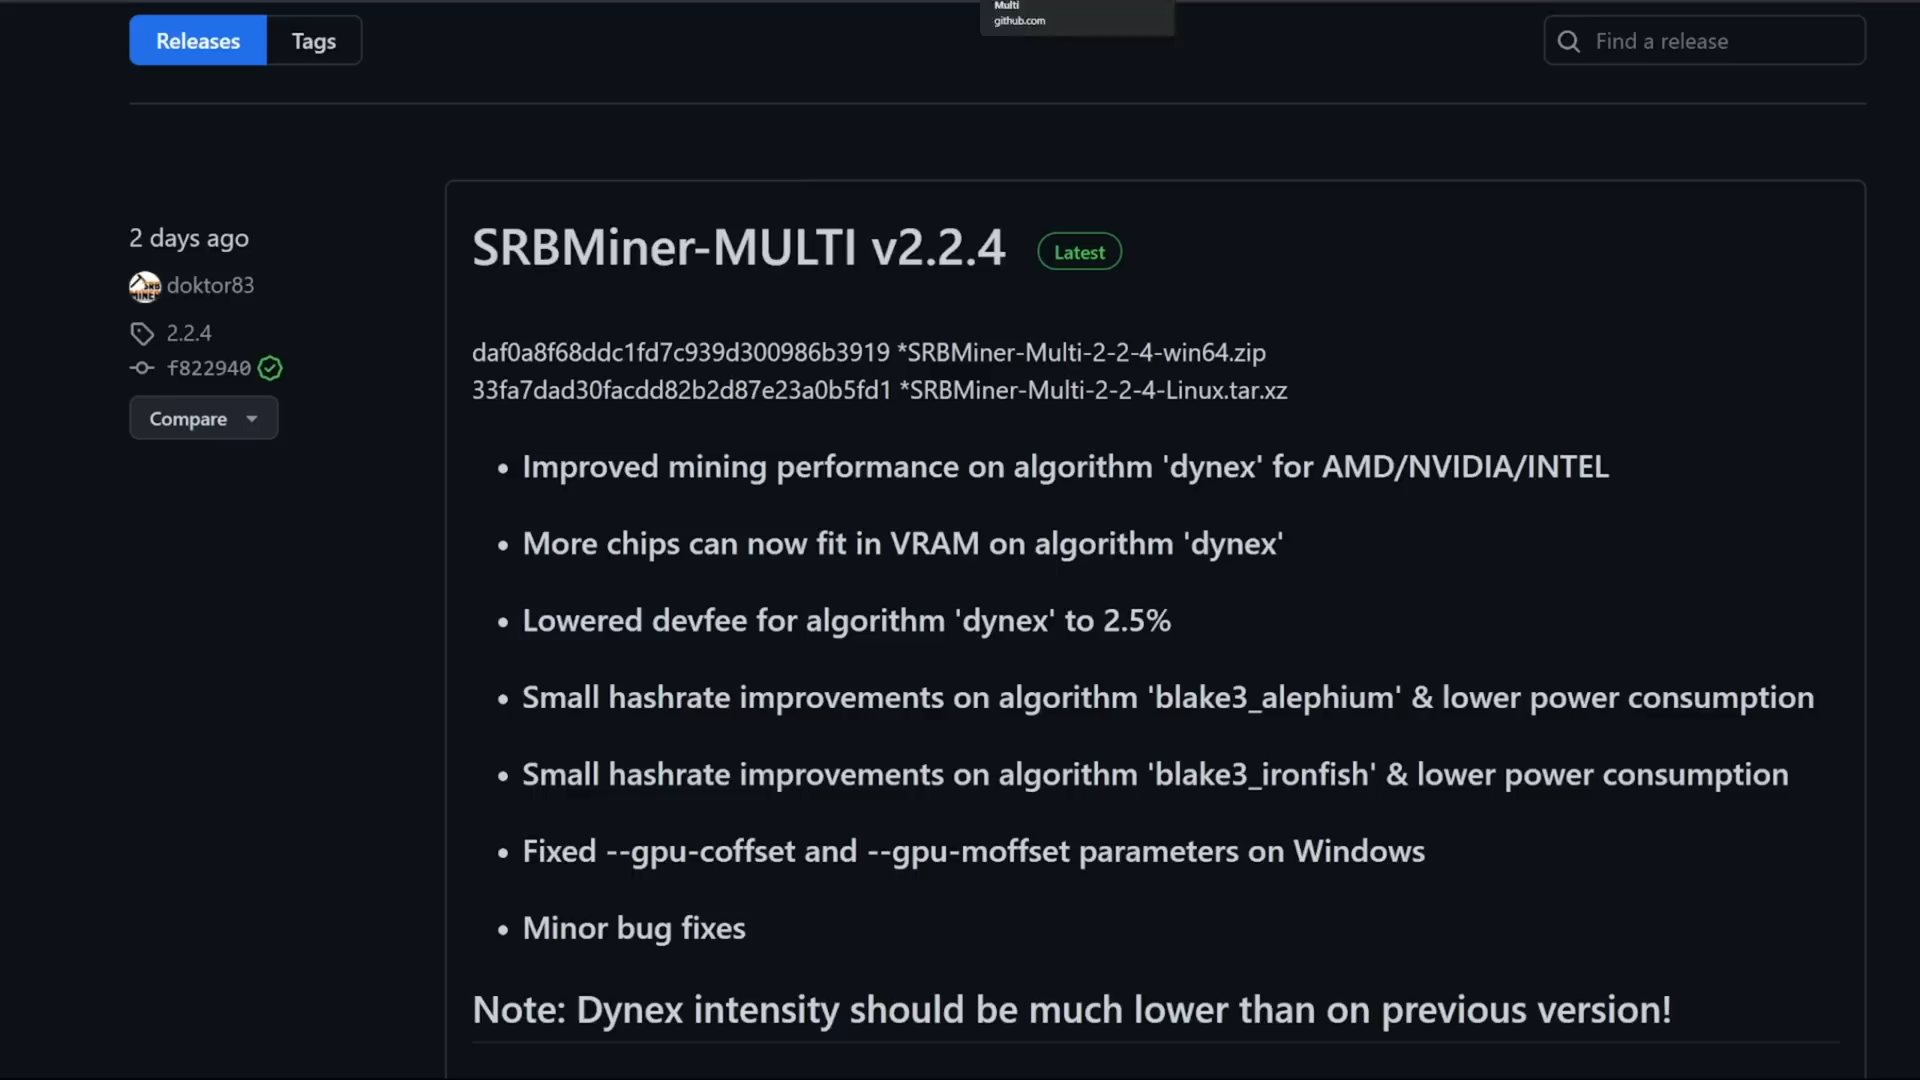 Multi
github.com
Releases
Tags
Find a release
2 days ago
doktor83
2.2.4
f822940
Compare
SRBMiner-MULTI v2.2.4
Latest
daf0a8f68ddc1fd7c939d300986b3919 *SRBMiner-Multi-2-2-4-win64.zip
33fa7dad30facdd82b2d87e23a0b5fd1 *SRBMiner-Multi-2-2-4-Linux.tar.xz
• Improved mining performance on algorithm 'dynex' for AMD/NVIDIA/INTEL
• More chips can now fit in VRAM on algorithm 'dynex'
• Lowered devfee for algorithm 'dynex' to 2.5%
• Small hashrate improvements on algorithm 'blake3_alephium' & lower power consumption
• Small hashrate improvements on algorithm 'blake3_ironfish' & lower power consumption
• Fixed --gpu-coffset and --gpu-moffset parameters on Windows
• Minor bug fixes
Note: Dynex intensity should be much lower than on previous version!